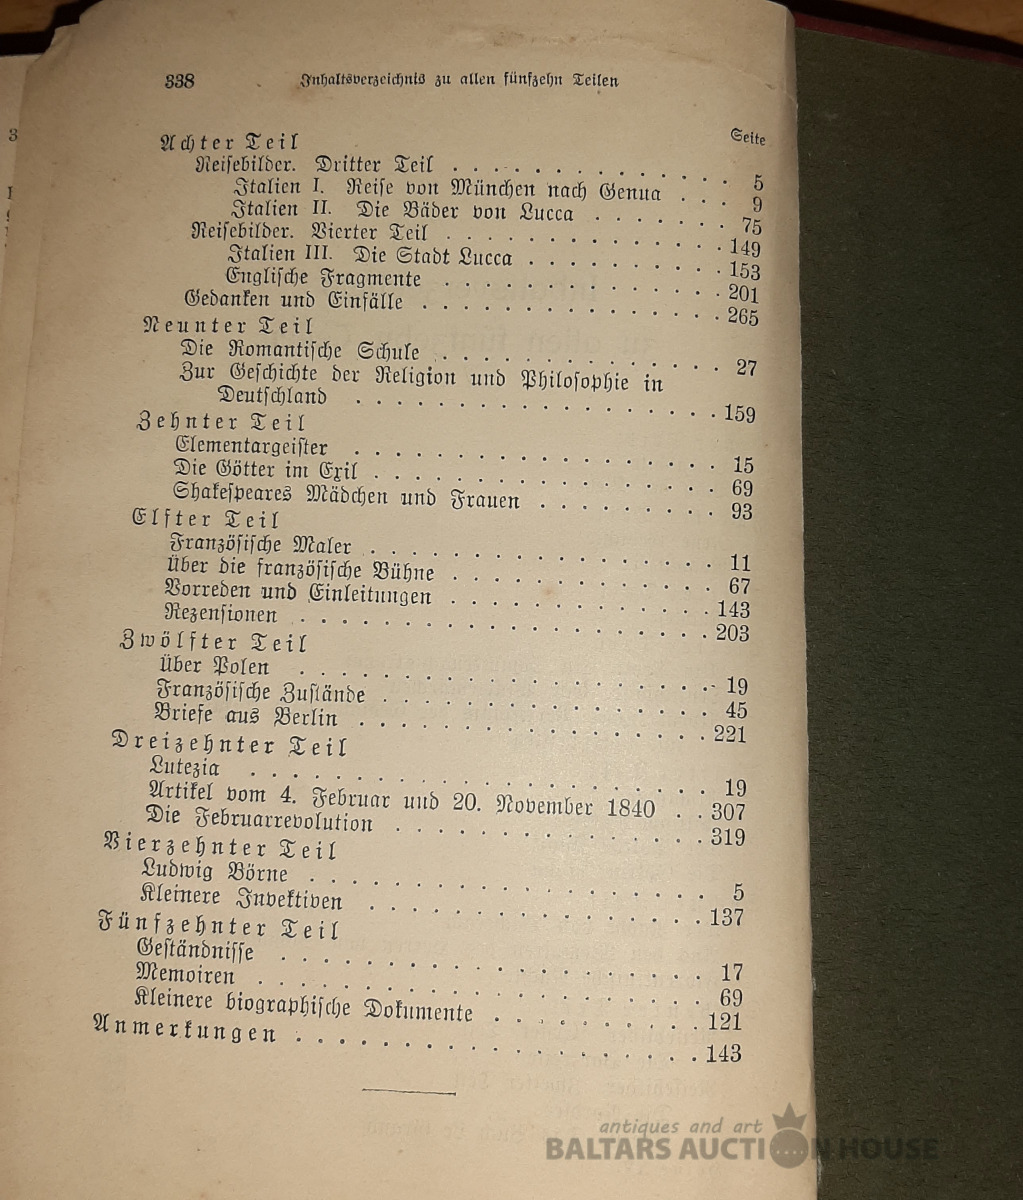 338 Inhaltsverzeichnis zu allen fünfzehn Teilen
Seite
Achter Teil
Reisebilder. Dritter Teil . . . . . . . . . . . . 5
Italien I. Reise von München nach Genua . . . 9
Italien II. Die Bäder von Lucca . . . . . . 75
Reisebilder. Vierter Teil . . . . . . . . . . . . 149
Italien III. Die Stadt Lucca . . . . . . . . . 153
Englische Fragmente . . . . . . . . . . . . 201
Gedanken und Einfälle . . . . . . . . . . . . . 265
Neunter Teil
Die Romantische Schule . . . . . . . . . . . . 27
Zur Geschichte der Religion und Philosophie in
Deutschland . . . . . . . . . . . . . . . . 159
Zehnter Teil
Elementargeister . . . . . . . . . . . . . . . 15
Die Götter im Exil . . . . . . . . . . . . . . . 69
Shakespeares Mädchen und Frauen . . . . . . . . 93
Elfter Teil
Französische Maler . . . . . . . . . . . . . . . 11
Über die französische Bühne . . . . . . . . . . . 67
Vorreden und Einleitungen . . . . . . . . . . . 143
Rezensionen . . . . . . . . . . . . . . . . . . 203
Zwölfter Teil
Über Polen . . . . . . . . . . . . . . . . . . 19
Französische Zustände . . . . . . . . . . . . . . 45
Briefe aus Berlin . . . . . . . . . . . . . . . 221
Dreizehnter Teil
Lutezia . . . . . . . . . . . . . . . . . . . . 19
Artikel vom 4. Februar und 20. November 1840 . . 307
Die Februarrevolution . . . . . . . . . . . . . 319
Vierzehnter Teil
Ludwig Börne . . . . . . . . . . . . . . . . . 5
Kleinere Invektiven . . . . . . . . . . . . . . 137
Fünfzehnter Teil
Geständnisse . . . . . . . . . . . . . . . . . 17
Memoiren . . . . . . . . . . . . . . . . . . . 69
Kleinere biographische Dokumente . . . . . . . . . 121
Anmerkungen . . . . . . . . . . . . . . . . . . 143
antiques and art
BALTARS AUCTION HOUSE